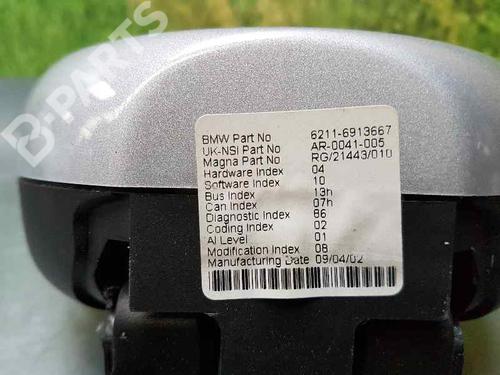 B-PARTS
BMW Part No 6211-6913667
UK-NSI Part No AR-0041-005
Magna Part No RG/21443/010
Hardware Index 04
Software Index 10
Bus Index 13h
Can Index 07h
Diagnostic Index 86
Coding Index 02
AI Level 01
Modification Index 08
Manufacturing Date 09/04/02